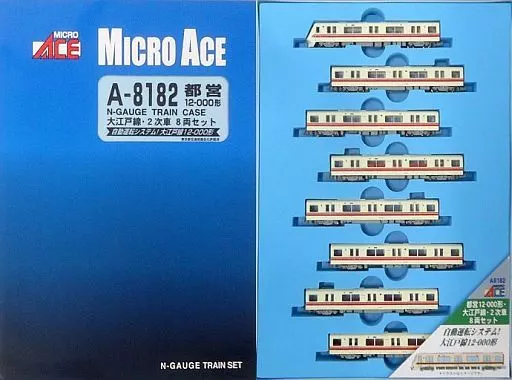 MICRO
ACE
MICRO ACE
A-8182 都営
12-000形
N-GAUGE TRAIN CASE
大江戸線・2次車 8両セット
自動運転システム!大江戸線12-000形
N-GAUGE TRAIN SET
A8182
ACE
都営12-000形・
大江戸線・2次車
8両セット
自動運転システム!
大江戸線12-000形